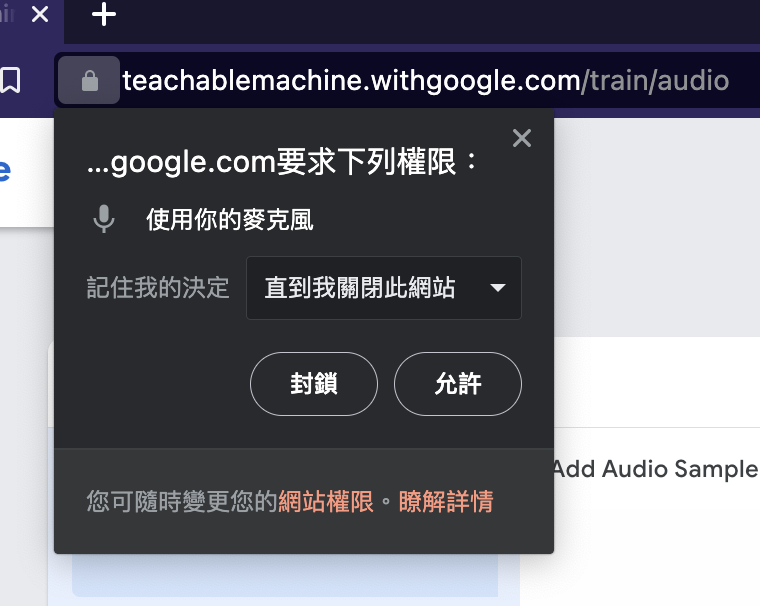 teachablemachine.withgoogle.com/train/audio
...google.com要求下列權限：
使用你的麥克風
記住我的決定 直到我關閉此網站
封鎖 允許
Add Audio Sample
您可隨時變更您的網站權限。瞭解詳情